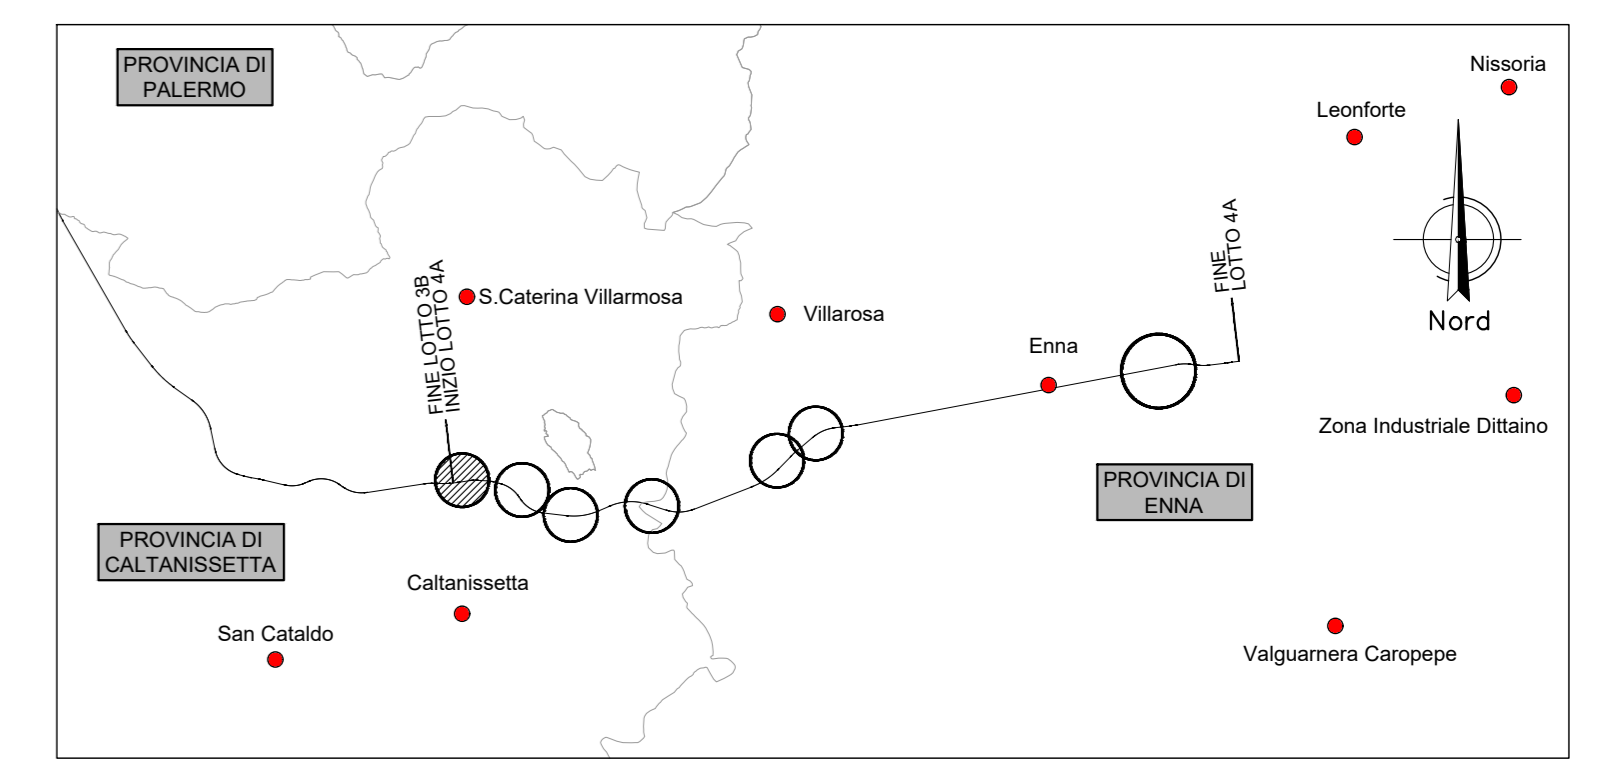 PROVINCIA DI
PALERMO
Nissoria
Leonforte
FINE
LOTTO 4A
FINE LOTTO 3B
INIZIO LOTTO 4A
S.Caterina Villarmosa
Villarosa
Nord
Enna
Zona Industriale Dittaino
PROVINCIA DI
ENNA
PROVINCIA DI
CALTANISSETTA
Caltanissetta
San Cataldo
Valguarnera Caropepe